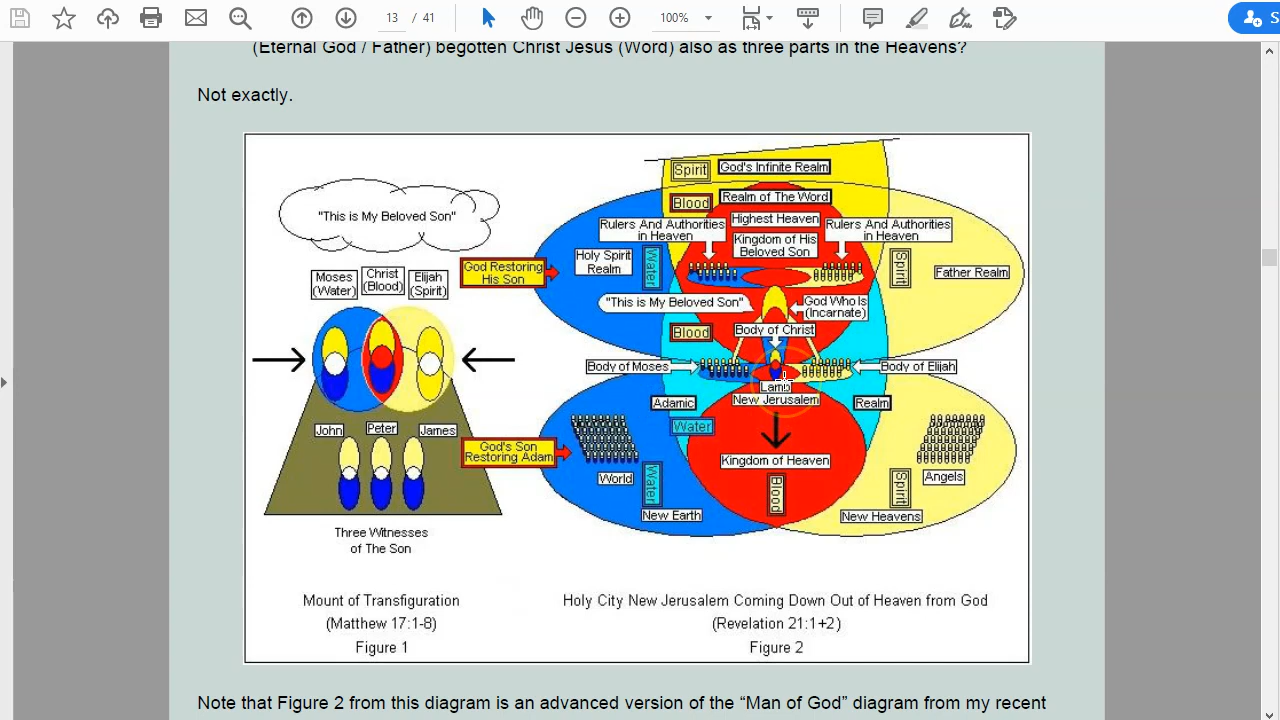 13 / 41
100%
(Eternal God / Father) begotten Christ Jesus (Word) also as three parts in the Heavens?
Not exactly.
"This is My Beloved Son"
Moses
(Water)
Christ
(Blood)
Elijah
(Spirit)
John
Peter
James
Three Witnesses
of The Son
Mount of Transfiguration
(Matthew 17:1-8)
Figure 1
God Restoring
His Son
God's Son
Restoring Adam
Spirit
God's Infinite Realm
Blood
Realm of The Word
Highest Heaven
Rulers And Authorities
in Heaven
Kingdom of His
Beloved Son
Rulers And Authorities
in Heaven
Holy Spirit
Realm
Water
Spirit
Father Realm
"This is My Beloved Son"
God Who Is
(Incarnate)
Blood
Body of Christ
Body of Moses
Body of Elijah
Lamb
New Jerusalem
Adamic
Realm
Water
Kingdom of Heaven
World
Water
Blood
Spirit
Angels
New Earth
New Heavens
Holy City New Jerusalem Coming Down Out of Heaven from God
(Revelation 21:1+2)
Figure 2
Note that Figure 2 from this diagram is an advanced version of the “Man of God” diagram from my recent